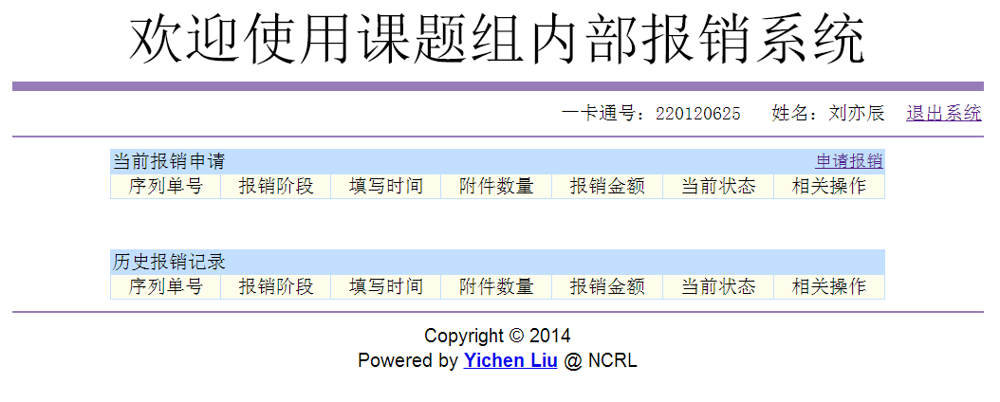 欢迎使用课题组内部报销系统
一卡通号：220120625 姓名：刘亦辰 退出系统
当前报销申请 申请报销
序列单号 报销阶段 填写时间 附件数量 报销金额 当前状态 相关操作
历史报销记录
序列单号 报销阶段 填写时间 附件数量 报销金额 当前状态 相关操作
Copyright © 2014
Powered by Yichen Liu @ NCRL